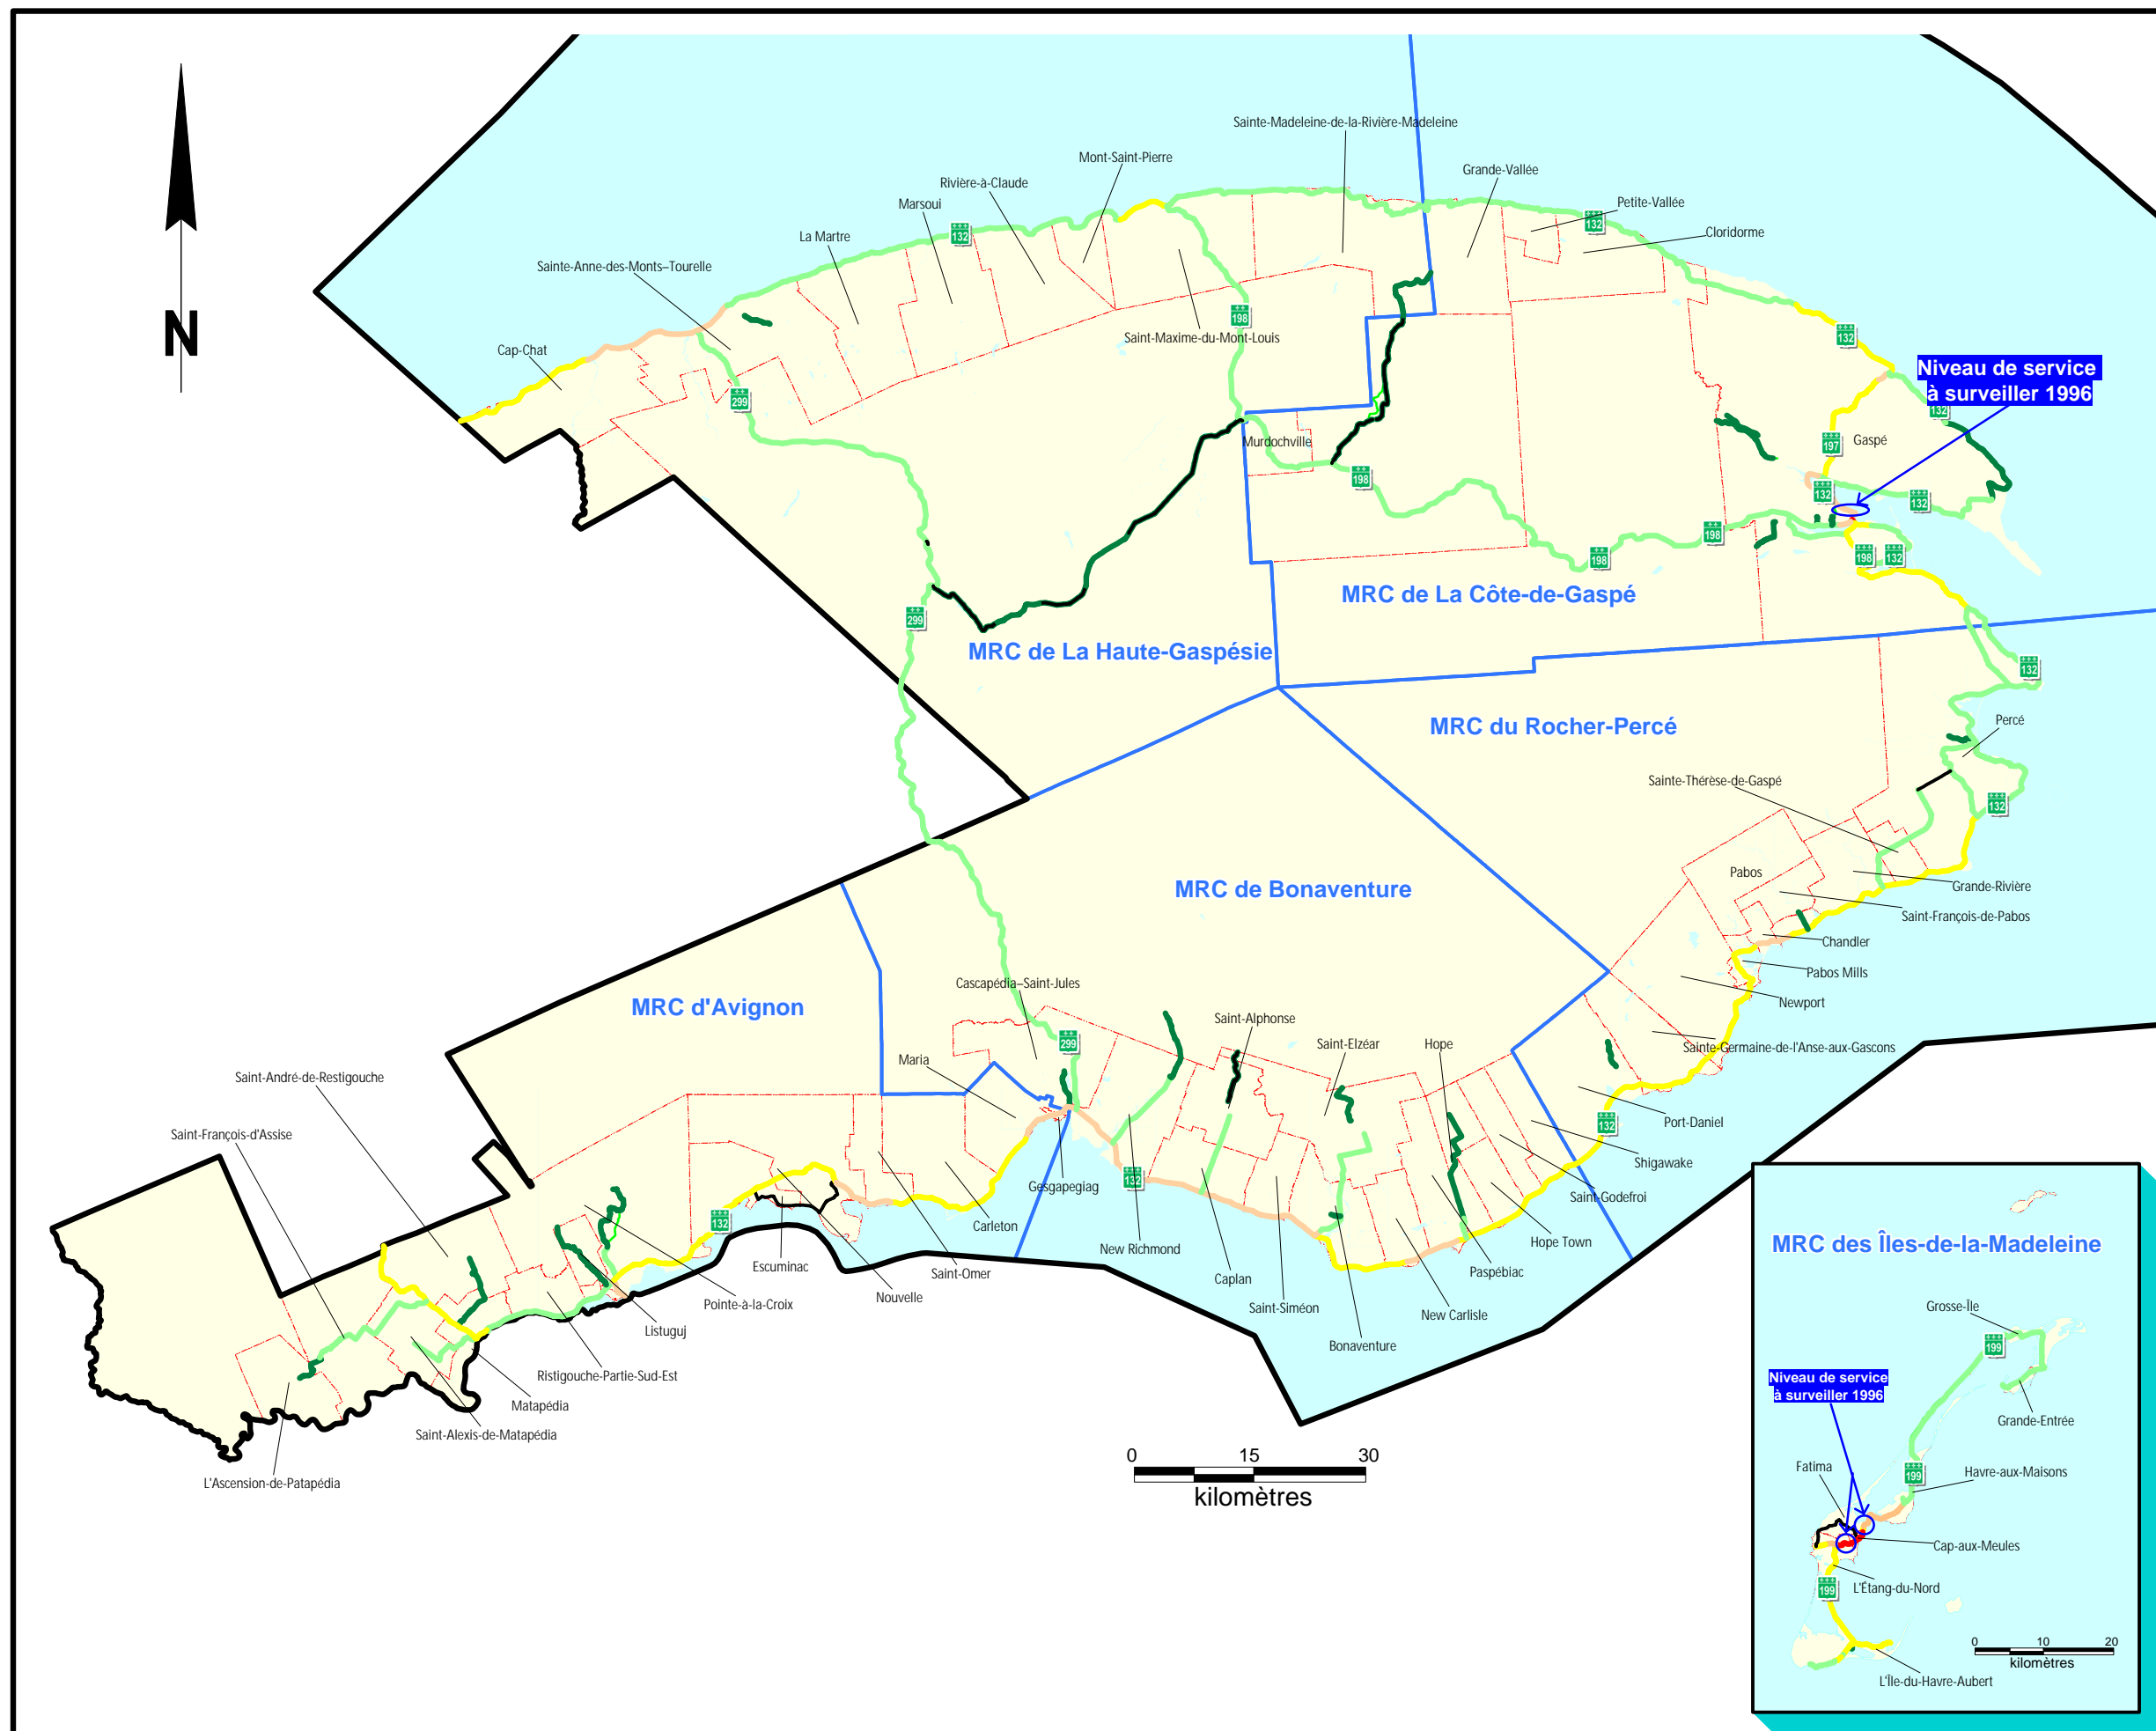 Sainte-Madeleine-de-la-Rivière-Madeleine
Mont-Saint-Pierre
Grande-Vallée
Rivière-à-Claude
Marsoui
Petite-Vallée
132
132
Cloridorme
La Martre
Sainte-Anne-des-Monts–Tourelle
198
Saint-Maxime-du-Mont-Louis
132
N
Cap-Chat
Niveau de service
à surveiller 1996
299
132
Murdochville
197
Gaspé
198
132
132
198
198
198
132
MRC de La Côte-de-Gaspé
299
MRC de La Haute-Gaspésie
132
MRC du Rocher-Percé
Percé
Sainte-Thérèse-de-Gaspé
132
Pabos
MRC de Bonaventure
Grande-Rivière
Saint-François-de-Pabos
Chandler
Pabos Mills
Cascapédia–Saint-Jules
MRC d'Avignon
Newport
Saint-Alphonse
299
Saint-Elzéar
Hope
Sainte-Germaine-de-l'Anse-aux-Gascons
Maria
Saint-André-de-Restigouche
Port-Daniel
132
Saint-François-d'Assise
Shigawake
132
Gesgapegiag
Saint-Godefroi
132
Carleton
New Richmond
Hope Town
MRC des Îles-de-la-Madeleine
Escuminac
Saint-Omer
Caplan
Paspébiac
Nouvelle
Pointe-à-la-Croix
Saint-Siméon
New Carlisle
Grosse-Île
Listuguj
Bonaventure
199
Ristigouche-Partie-Sud-Est
Niveau de service
à surveiller 1996
Matapédia
Grande-Entrée
Saint-Alexis-de-Matapédia
0 15 30
kilomètres
L'Ascension-de-Patapédia
Fatima
199
Havre-aux-Maisons
Cap-aux-Meules
199
L'Étang-du-Nord
0 10 20
kilomètres
L'Île-du-Havre-Aubert